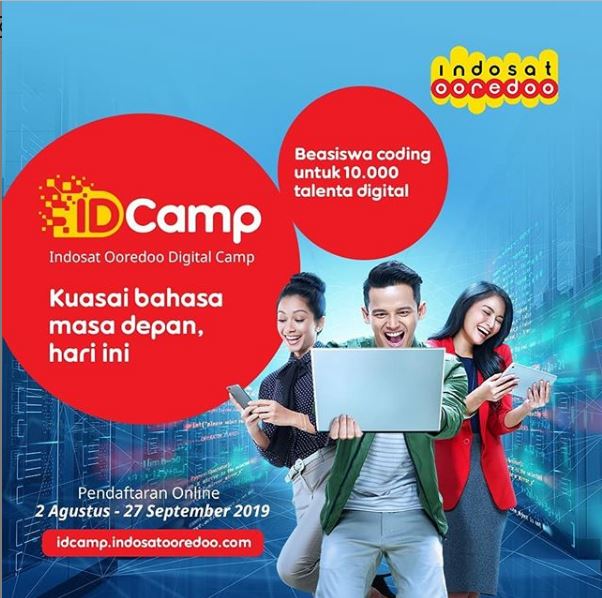 indosat
ooredoo
Beasiswa coding
untuk 10.000
talenta digital
IDCamp
Indosat Ooredoo Digital Camp
Kuasai bahasa
masa depan,
hari ini
Pendaftaran Online
2 Agustus - 27 September 2019
idcamp.indosatooredoo.com